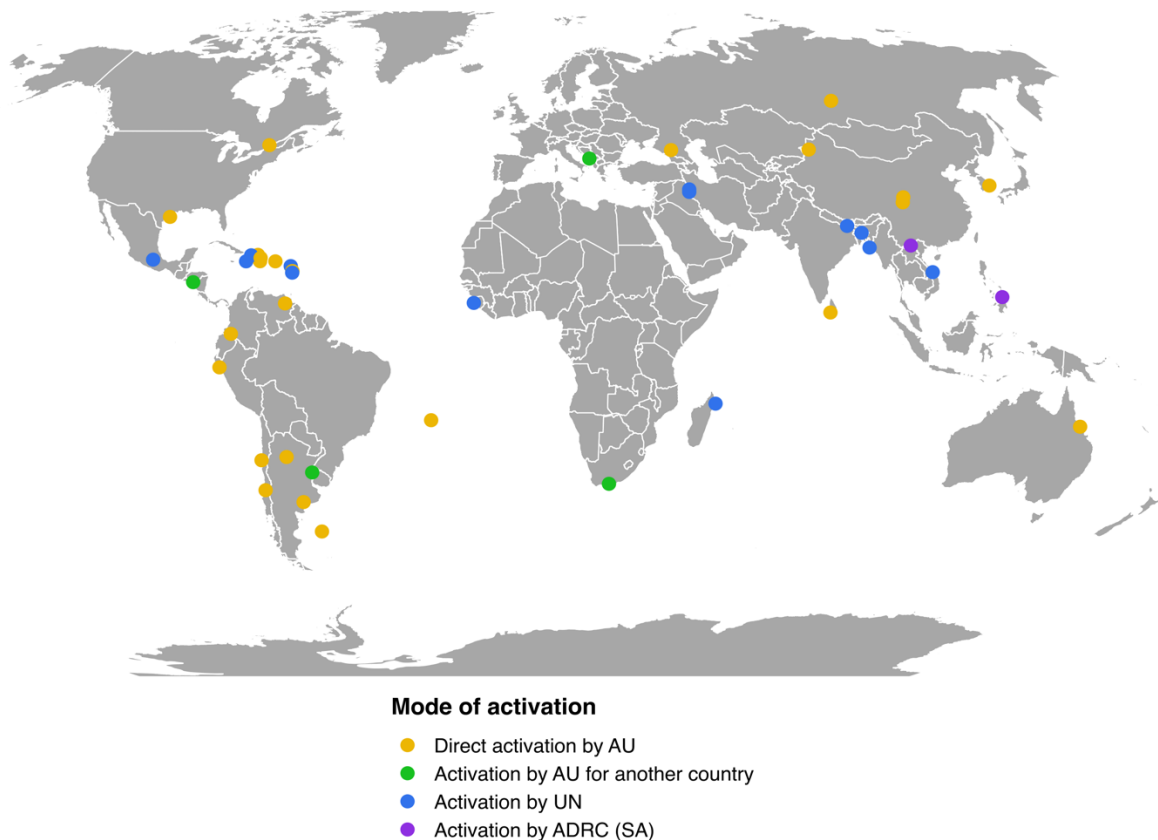 Mode of activation
Direct activation by AU
Activation by AU for another country
Activation by UN
Activation by ADRC (SA)